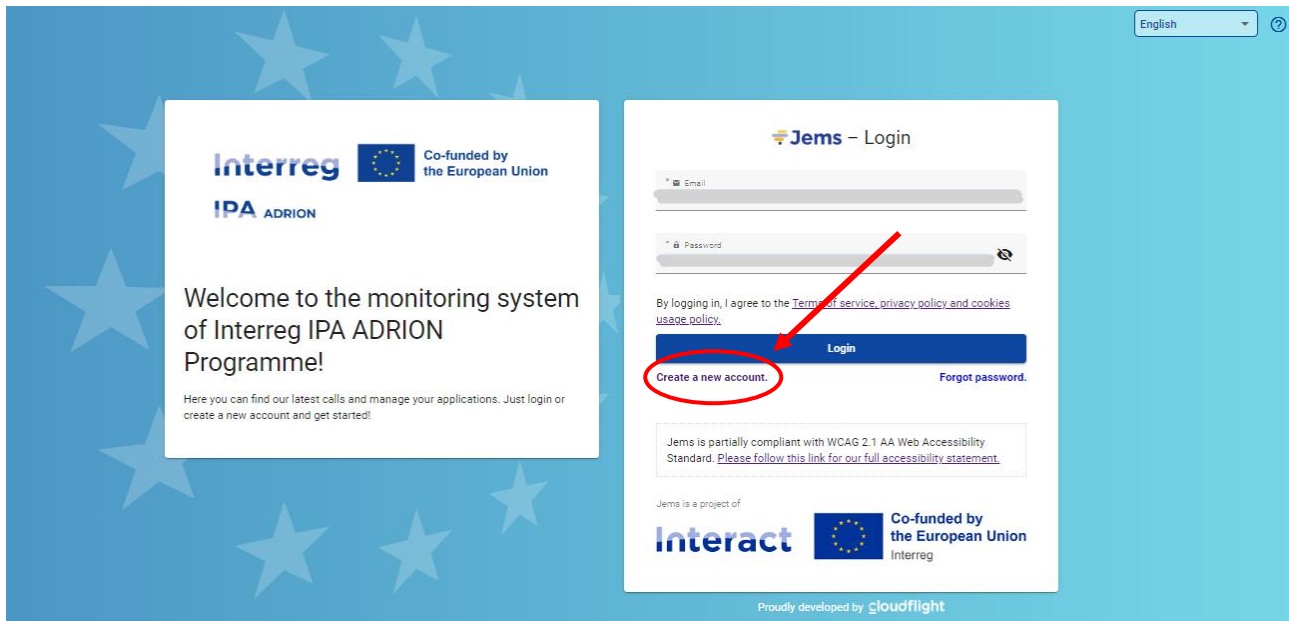 English
Interreg
Co-funded by
the European Union
IPA ADRION
Welcome to the monitoring system
of Interreg IPA ADRION
Programme!
Here you can find our latest calls and manage your applications. Just login or
create a new account and get started!
Jems – Login
* Email
* Password
By logging in, I agree to the Terms of service, privacy policy and cookies
usage policy.
Login
Create a new account.
Forgot password.
Jems is partially compliant with WCAG 2.1 AA Web Accessibility
Standard. Please follow this link for our full accessibility statement.
Jems is a project of
Interact
Co-funded by
the European Union
Interreg
Proudly developed by cloudflight